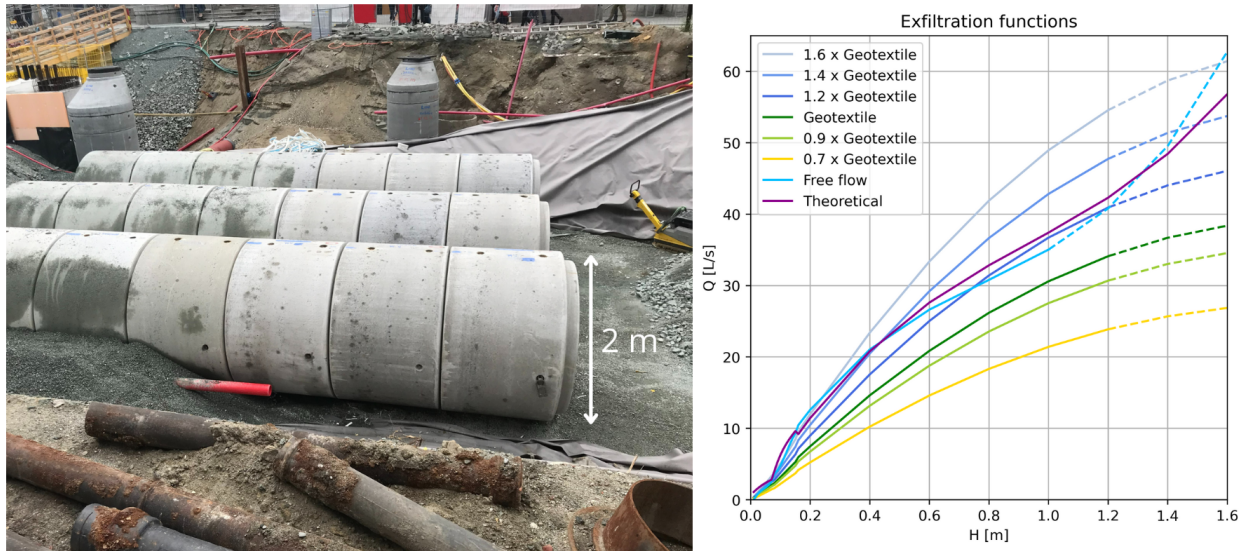 2 m
Exfiltration functions
1.6 x Geotextile
1.4 x Geotextile
1.2 x Geotextile
Geotextile
0.9 x Geotextile
0.7 x Geotextile
Free flow
Theoretical
Q [L/s]
60
50
40
30
20
10
0
0.0 0.2 0.4 0.6 0.8 1.0 1.2 1.4 1.6
H [m]